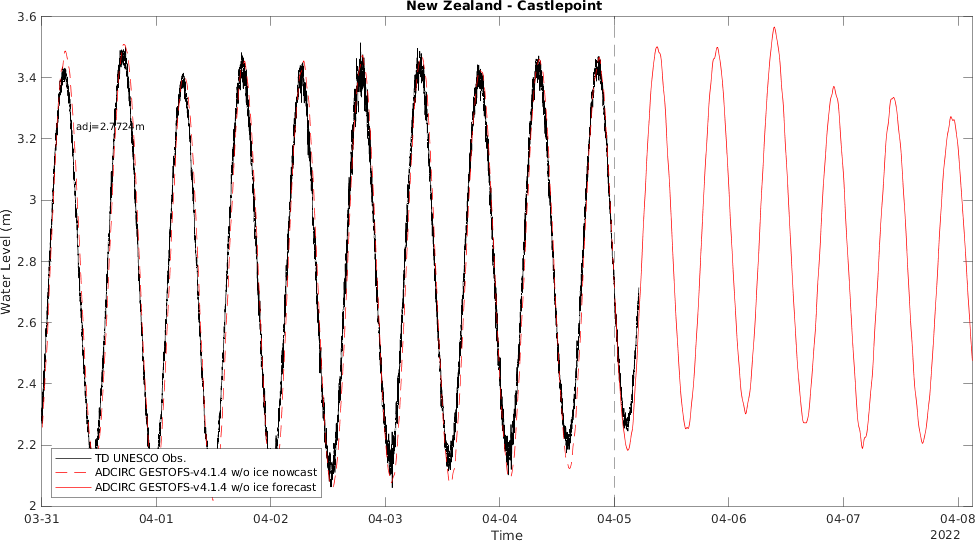 New Zealand - Castlepoint
Water Level (m)
3.6
3.4
3.2
3
2.8
2.6
2.4
2.2
2
adj=2.7724m
TD UNESCO Obs.
ADCIRC GESTOFS-v4.1.4 w/o ice nowcast
ADCIRC GESTOFS-v4.1.4 w/o ice forecast
03-31 04-01 04-02 04-03 04-04 04-05 04-06 04-07 04-08
Time
2022